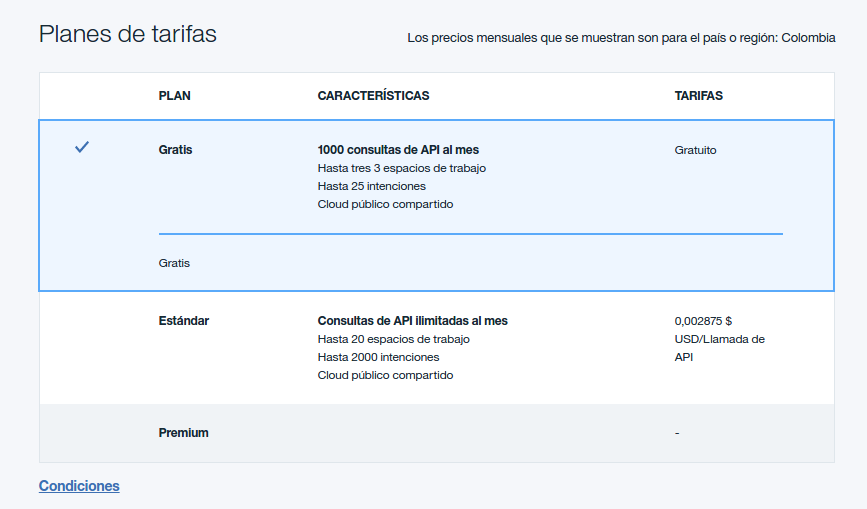 Planes de tarifas
Los precios mensuales que se muestran son para el país o región: Colombia
PLAN CARACTERÍSTICAS TARIFAS
Gratis 1000 consultas de API al mes Gratuito
Hasta tres 3 espacios de trabajo
Hasta 25 intenciones
Cloud público compartido
Gratis
Estándar Consultas de API ilimitadas al mes 0,002875 $
Hasta 20 espacios de trabajo USD/Llamada de
Hasta 2000 intenciones API
Cloud público compartido
Premium -
Condiciones